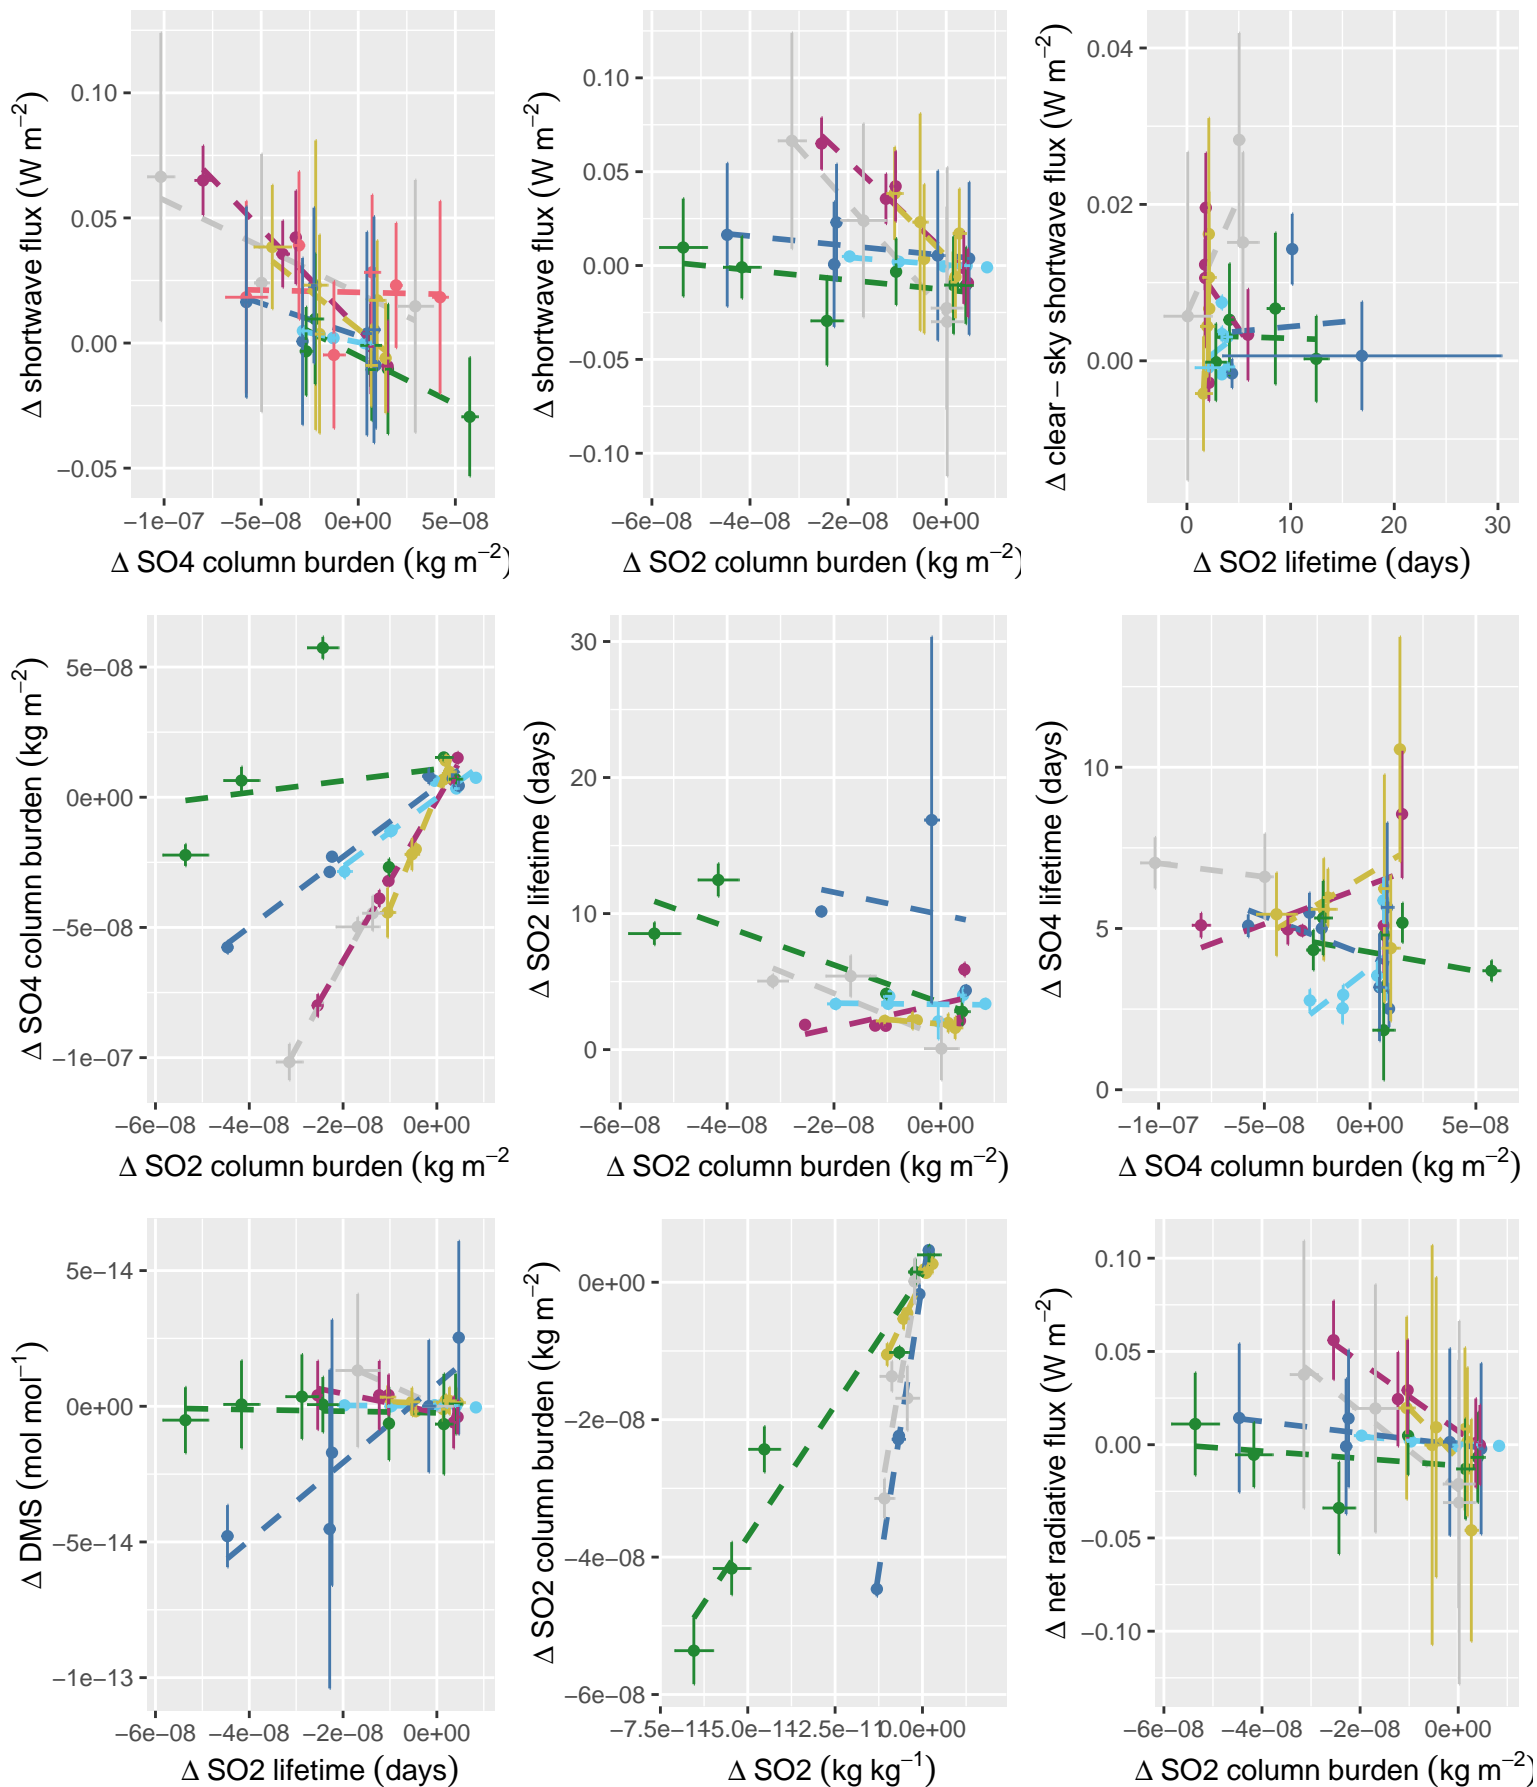 Δ shortwave flux (W m−2)
0.10
0.05
0.00
−0.05
−1e−07 −5e−08 0e+00 5e−08
Δ SO4 column burden (kg m−2)
Δ shortwave flux (W m−2)
0.10
0.05
0.00
−0.05
−0.10
−6e−08 −4e−08 −2e−08 0e+00
Δ SO2 column burden (kg m−2)
Δ clear − sky shortwave flux (W m−2)
0.04
0.02
0.00
0 10 20 30
Δ SO2 lifetime (days)
Δ SO4 column burden (kg m−2)
5e−08
0e+00
−5e−08
−1e−07
−6e−08 −4e−08 −2e−08 0e+00
Δ SO2 column burden (kg m−2
Δ SO2 lifetime (days)
30
20
10
0
−6e−08 −4e−08 −2e−08 0e+00
Δ SO2 column burden (kg m−2)
Δ SO4 lifetime (days)
10
5
0
−1e−07 −5e−08 0e+00 5e−08
Δ SO4 column burden (kg m−2)
Δ DMS (mol mol−1)
5e−14
0e+00
−5e−14
−1e−13
−6e−08 −4e−08 −2e−08 0e+00
Δ SO2 lifetime (days)
Δ SO2 column burden (kg m−2)
0e+00
−2e−08
−4e−08
−6e−08
0.0e+00
Δ SO2 (kg kg−1)
Δ net radiative flux (W m−2)
0.10
0.05
0.00
−0.05
−0.10
−6e−08 −4e−08 −2e−08 0e+00
Δ SO2 column burden (kg m−2)